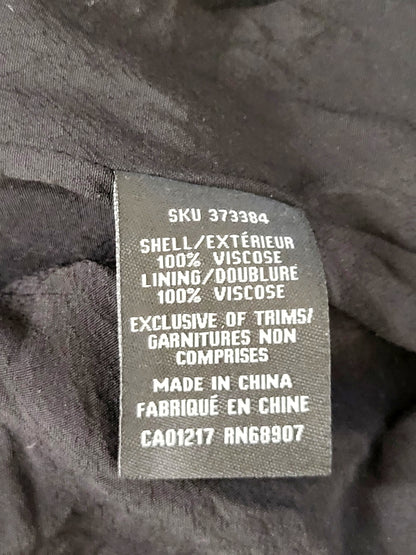 SKU 373384
SHELL/EXTÉRIEUR
100% VISCOSE
LINING/DOUBLURE
100% VISCOSE
EXCLUSIVE OF TRIMS/
GARNITURES NON
COMPRISES
MADE IN CHINA
FABRIQUÉ EN CHINE
CA01217 RN68907